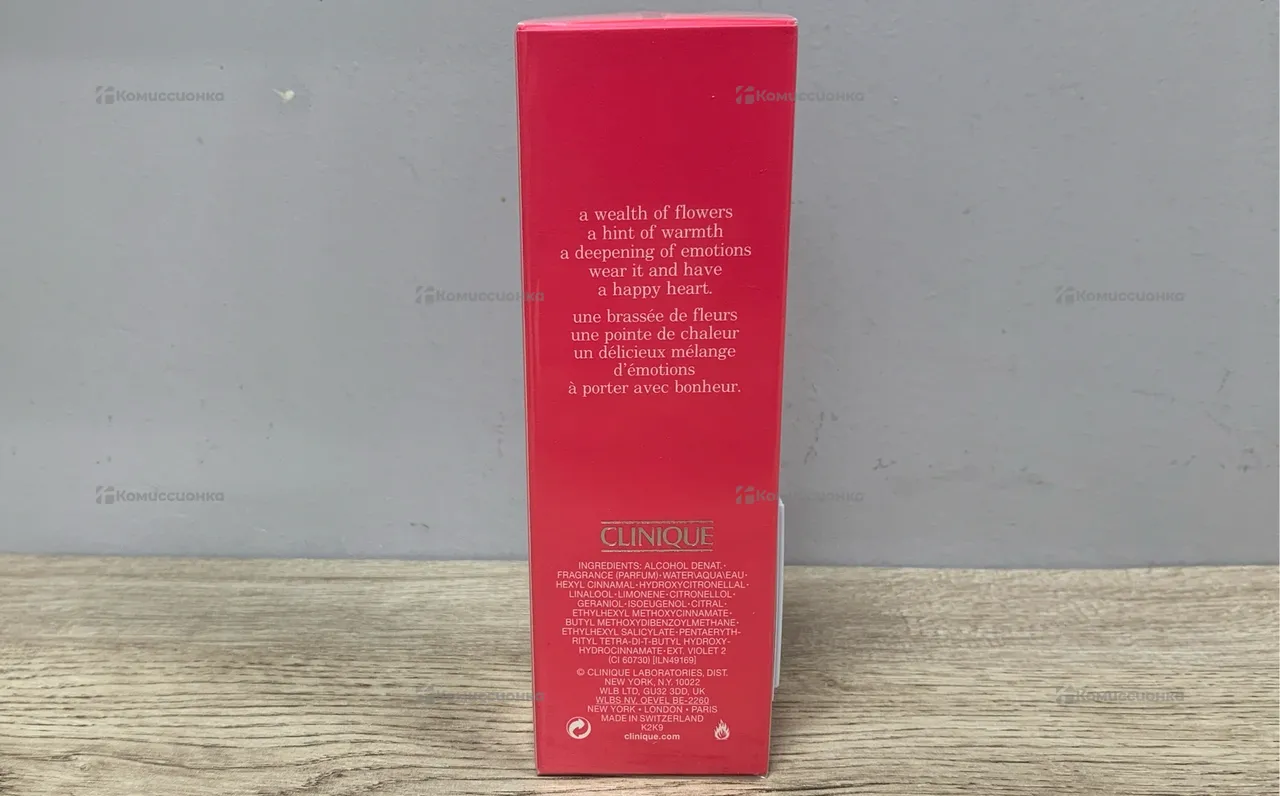 Комиссионка
Комиссионка
a wealth of flowers
a hint of warmth
a deepening of emotions
wear it and have
a happy heart.
Комиссионка
Комиссионка
une brassée de fleurs
une pointe de chaleur
un délicieux mélange
d'émotions
à porter avec bonheur.
Комиссионка
Комиссионка
CLINIQUE
INGREDIENTS: ALCOHOL DENAT.•
FRAGRANCE (PARFUM)•WATER\AQUA\EAU•
HEXYL CINNAMAL•HYDROXYCITRONELLAL•
LINALOOL•LIMONENE•CITRONELLOL•
GERANIOL•ISOEUGENOL•CITRAL•
ETHYLHEXYL METHOXYCINNAMATE•
BUTYL METHOXYDIBENZOYLMETHANE•
ETHYLHEXYL SALICYLATE•PENTAERYTH-
RITYL TETRA-DI-T-BUTYL HYDROXY-
HYDROCINNAMATE•EXT. VIOLET 2
(CI 60730) [ILN49169]
© CLINIQUE LABORATORIES, DIST.
NEW YORK, N.Y. 10022
WLB LTD, GU32 3DD, UK
WLBS NV. OEVEL BE-2260
NEW YORK • LONDON • PARIS
MADE IN SWITZERLAND
K2K9
clinique.com
Комиссионка
Комиссионка